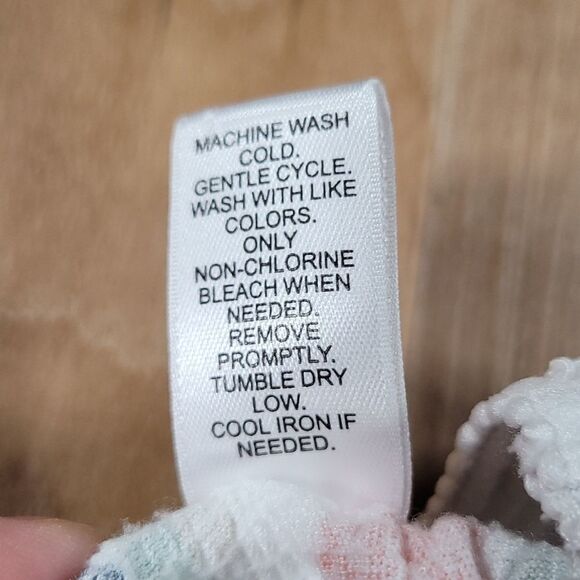 MACHINE WASH
COLD.
GENTLE CYCLE.
WASH WITH LIKE
COLORS.
ONLY
NON-CHLORINE
BLEACH WHEN
NEEDED.
REMOVE
PROMPTLY.
TUMBLE DRY
LOW.
COOL IRON IF
NEEDED.